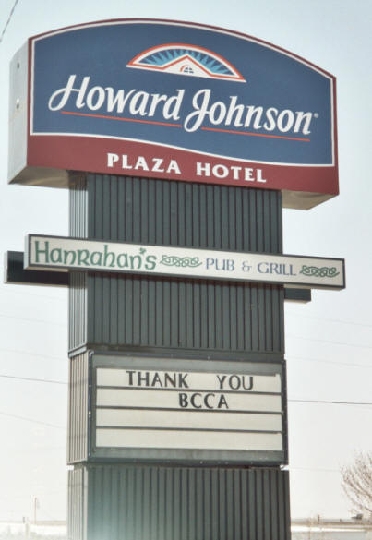 Howard Johnson
PLAZA HOTEL
Hanrahan's PUB & GRILL
THANK YOU
BCCA